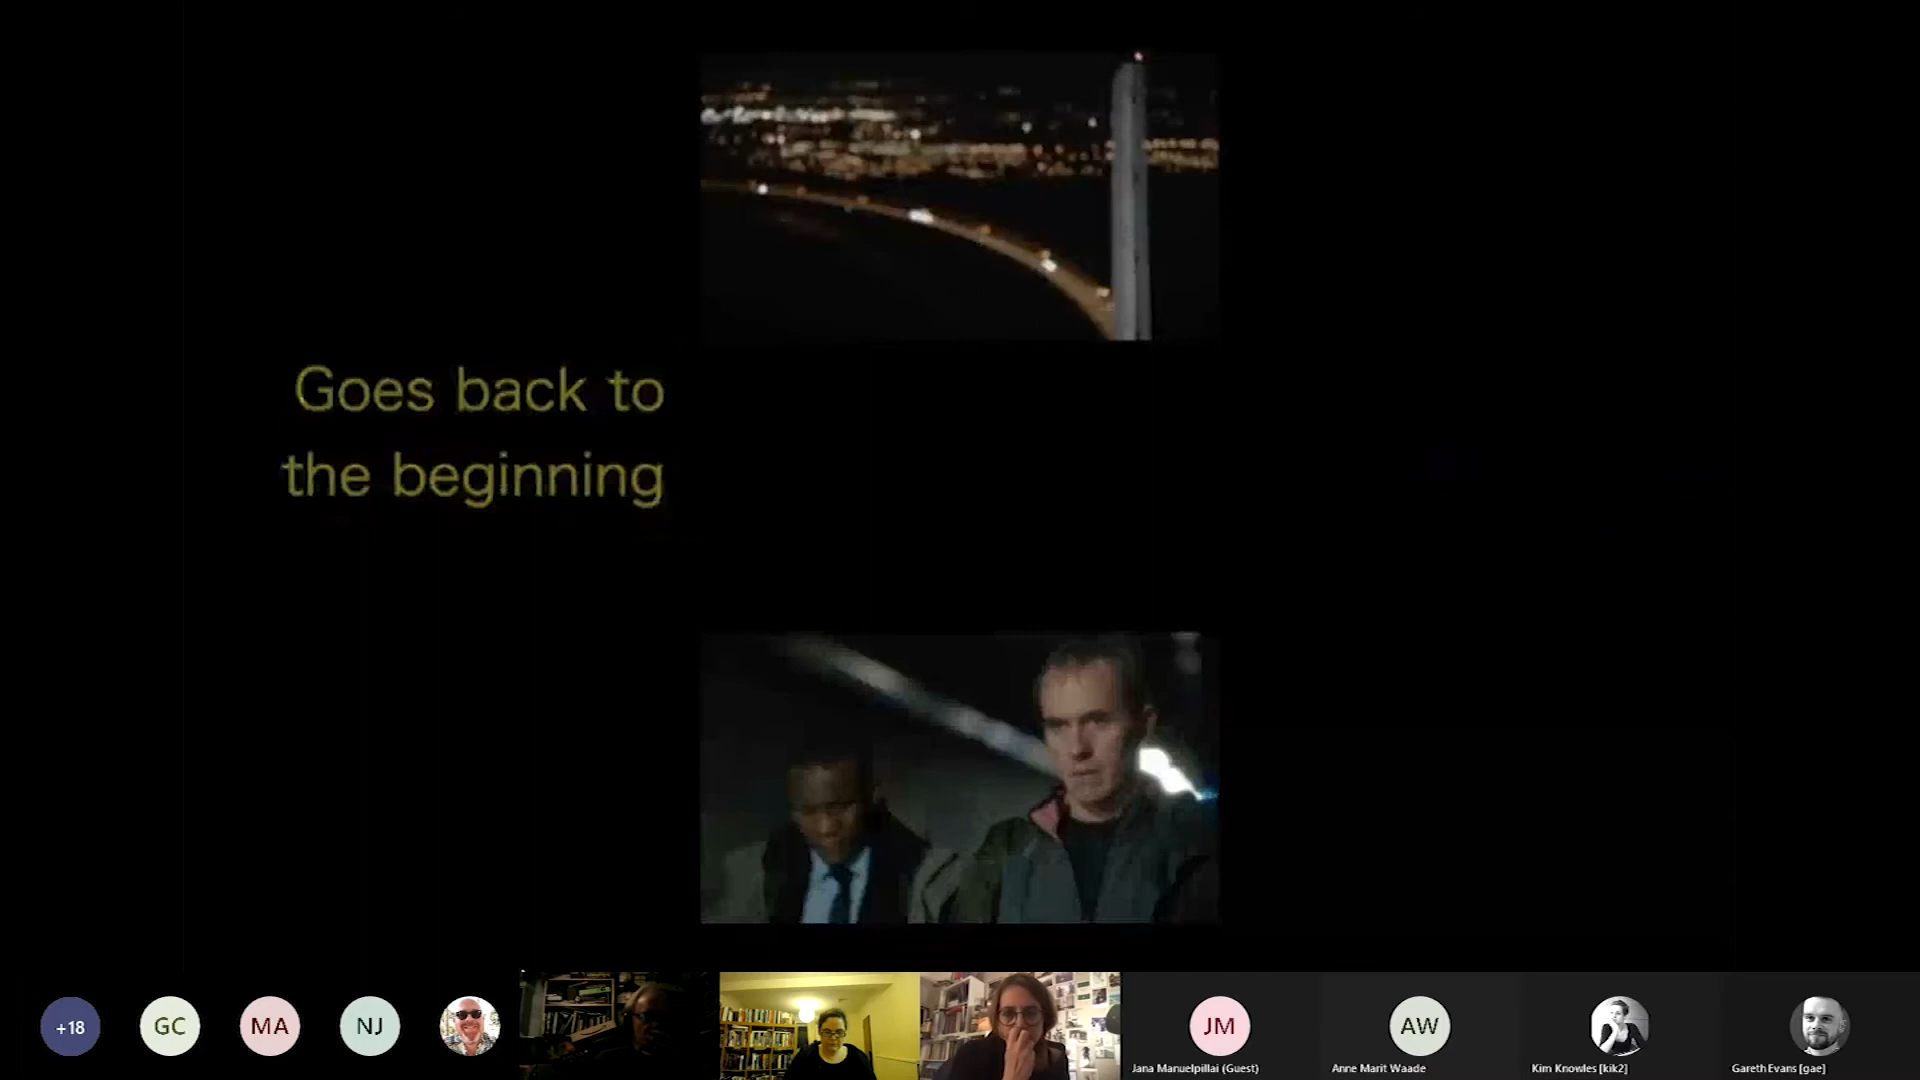 Goes back to
the beginning
+18
GC
MA
NJ
JM
AW
Jana Manuelpillai (Guest)
Anne Marit Waade
Kim Knowles [kik2]
Gareth Evans [gae]